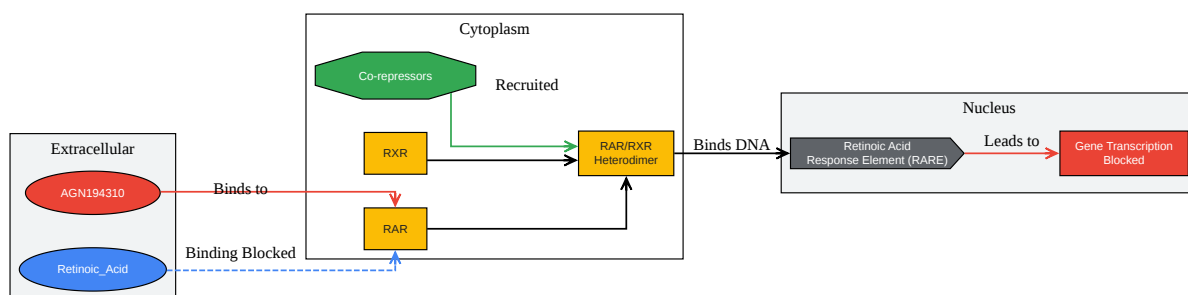 Cytoplasm
Co-repressors
Recruited
Nucleus
Extracellular
RXR
RAR/RXR
Heterodimer
Binds DNA
Retinoic Acid
Response Element (RARE)
Leads to
Gene Transcription
Blocked
AGN194310
Binds to
RAR
Retinoic_Acid
Binding Blocked